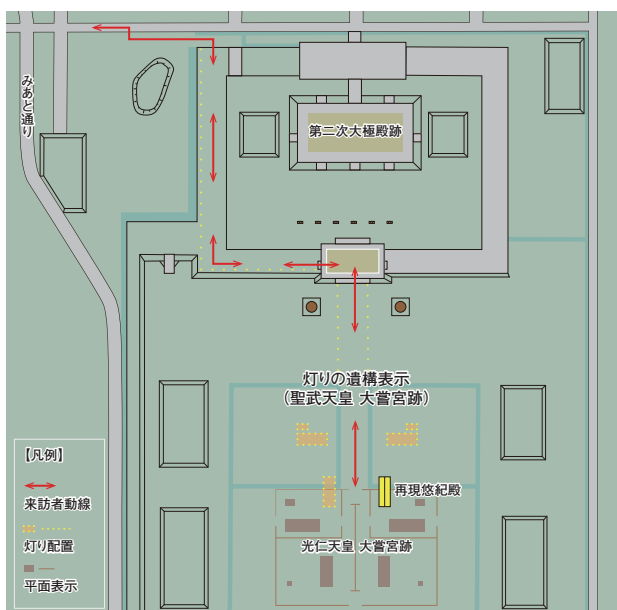 みあと通り
第二次大極殿跡
灯りの遺構表示
（聖武天皇 大嘗宮跡）
再現悠紀殿
光仁天皇 大嘗宮跡
【凡例】
来訪者動線
灯り配置
平面表示